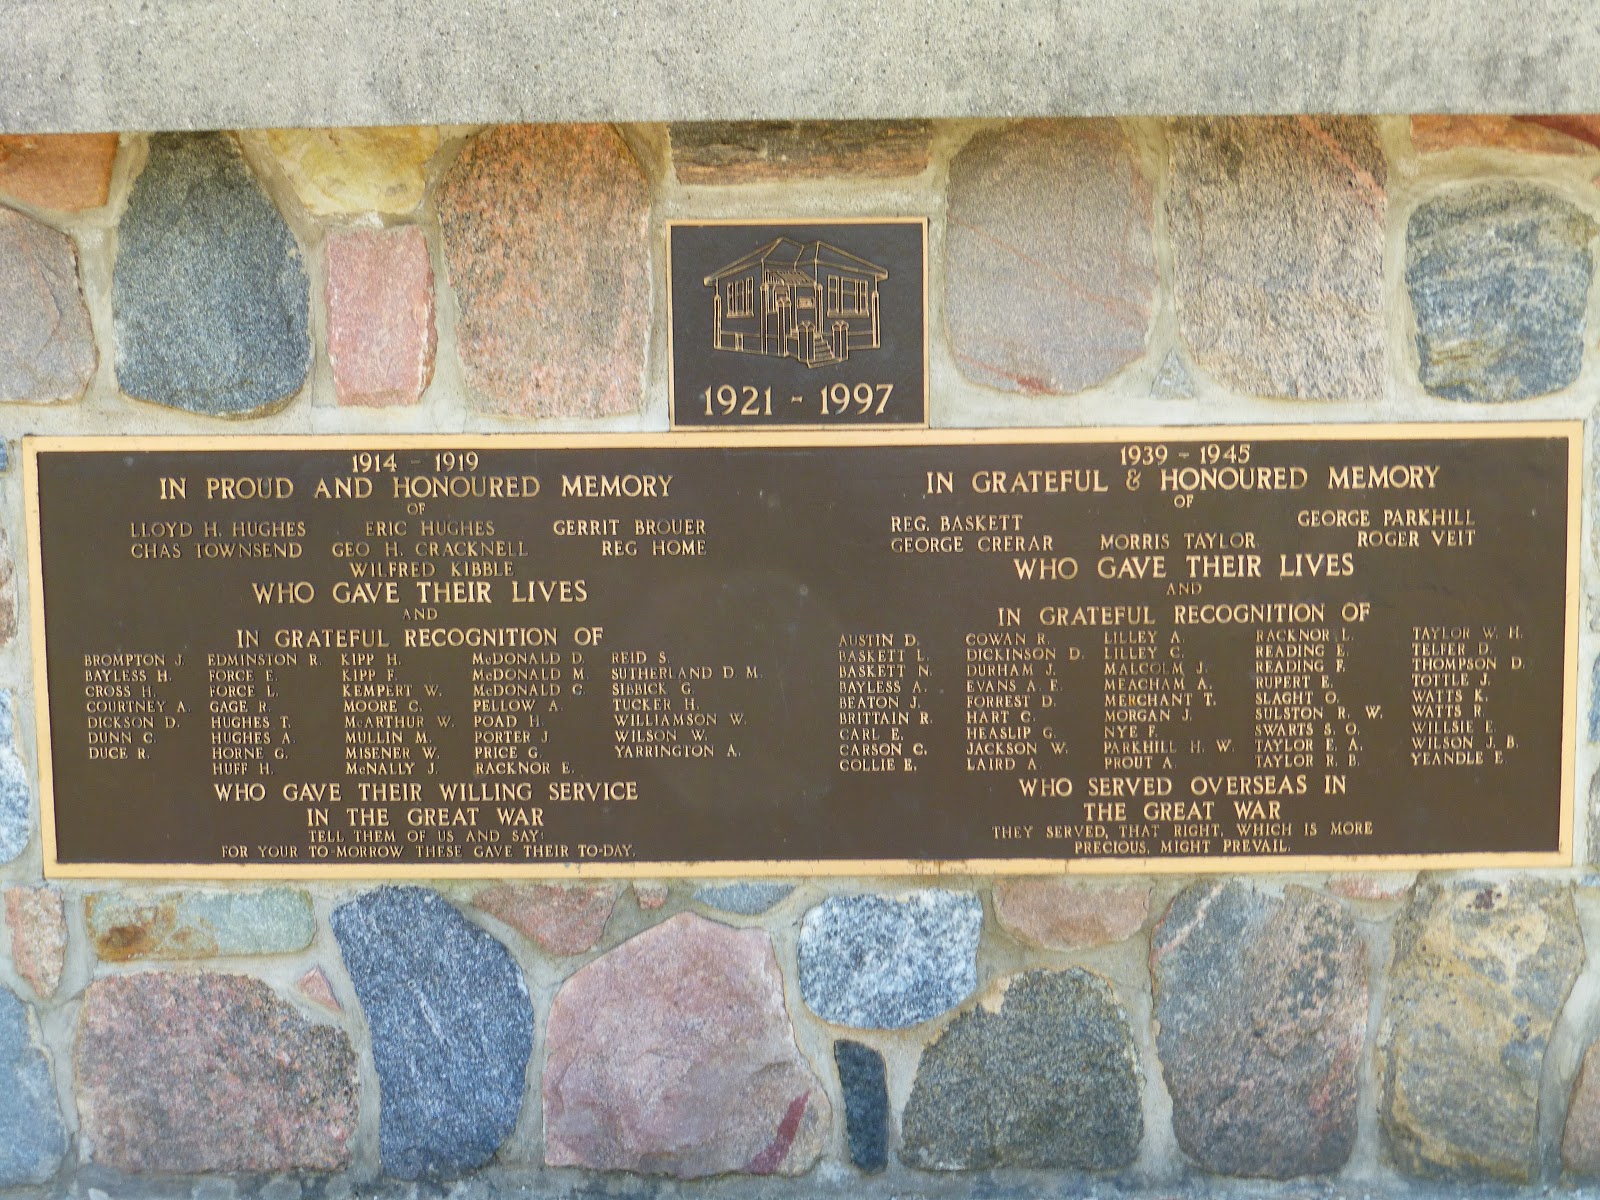 1921 - 1997
1914 - 1919
IN PROUD AND HONOURED MEMORY
OF
LLOYD H. HUGHES ERIC HUGHES GERRIT BROUER
CHAS TOWNSEND GEO H. CRACKNELL REG HOME
WILFRED KIBBLE
WHO GAVE THEIR LIVES
AND
IN GRATEFUL RECOGNITION OF
BROMPTON J. EDMINSTON R. KIPP H. McDONALD D. REID S.
BAYLESS H. FORCE E. KIPP F. McDONALD M. SUTHERLAND D. M.
CROSS H. FORCE L. KEMPERT W. McDONALD C. SIBBICK G.
COURTNEY A. GAGE R. MOORE C. PELLOW A. TUCKER H.
DICKSON D. HUGHES T. McARTHUR W. POAD H. WILLIAMSON W.
DUNN C. HUGHES A. MULLIN M. PORTER J. WILSON W.
DUCE R. HORNE G. MISENER W. PRICE G. YARRINGTON A.
HUFF H. McNALLY J. RACKNOR E.
WHO GAVE THEIR WILLING SERVICE
IN THE GREAT WAR
TELL THEM OF US AND SAY:
FOR YOUR TO-MORROW THESE GAVE THEIR TO-DAY.
1939 - 1945
IN GRATEFUL & HONOURED MEMORY
OF
REG. BASKETT GEORGE PARKHILL
GEORGE CRERAR MORRIS TAYLOR ROGER VEIT
WHO GAVE THEIR LIVES
AND
IN GRATEFUL RECOGNITION OF
AUSTIN D. COWAN R. LILLEY A. RACKNOR L. TAYLOR W. H.
BASKETT L. DICKINSON D. LILLEY C. READING E. TELFER D.
BASKETT N. DURHAM J. MALCOLM J. READING F. THOMPSON D.
BAYLESS A. EVANS A. E. MEACHAM A. RUPERT E. TOTTLE J.
BEATON J. FORREST D. MERCHANT T. SLAGHT O. WATTS K.
BRITTAIN R. HART C. MORGAN J. SULSTON R. W. WATTS R.
CARL E. HEASLIP G. NYE F. SWARTS S. O. WILLSIE E.
CARSON C. JACKSON W. PARKHILL H. W. TAYLOR E. A. WILSON J. B.
COLLIE E. LAIRD A. PROUT A. TAYLOR R. B. YEANDLE E.
WHO SERVED OVERSEAS IN
THE GREAT WAR
THEY SERVED, THAT RIGHT, WHICH IS MORE
PRECIOUS, MIGHT PREVAIL.